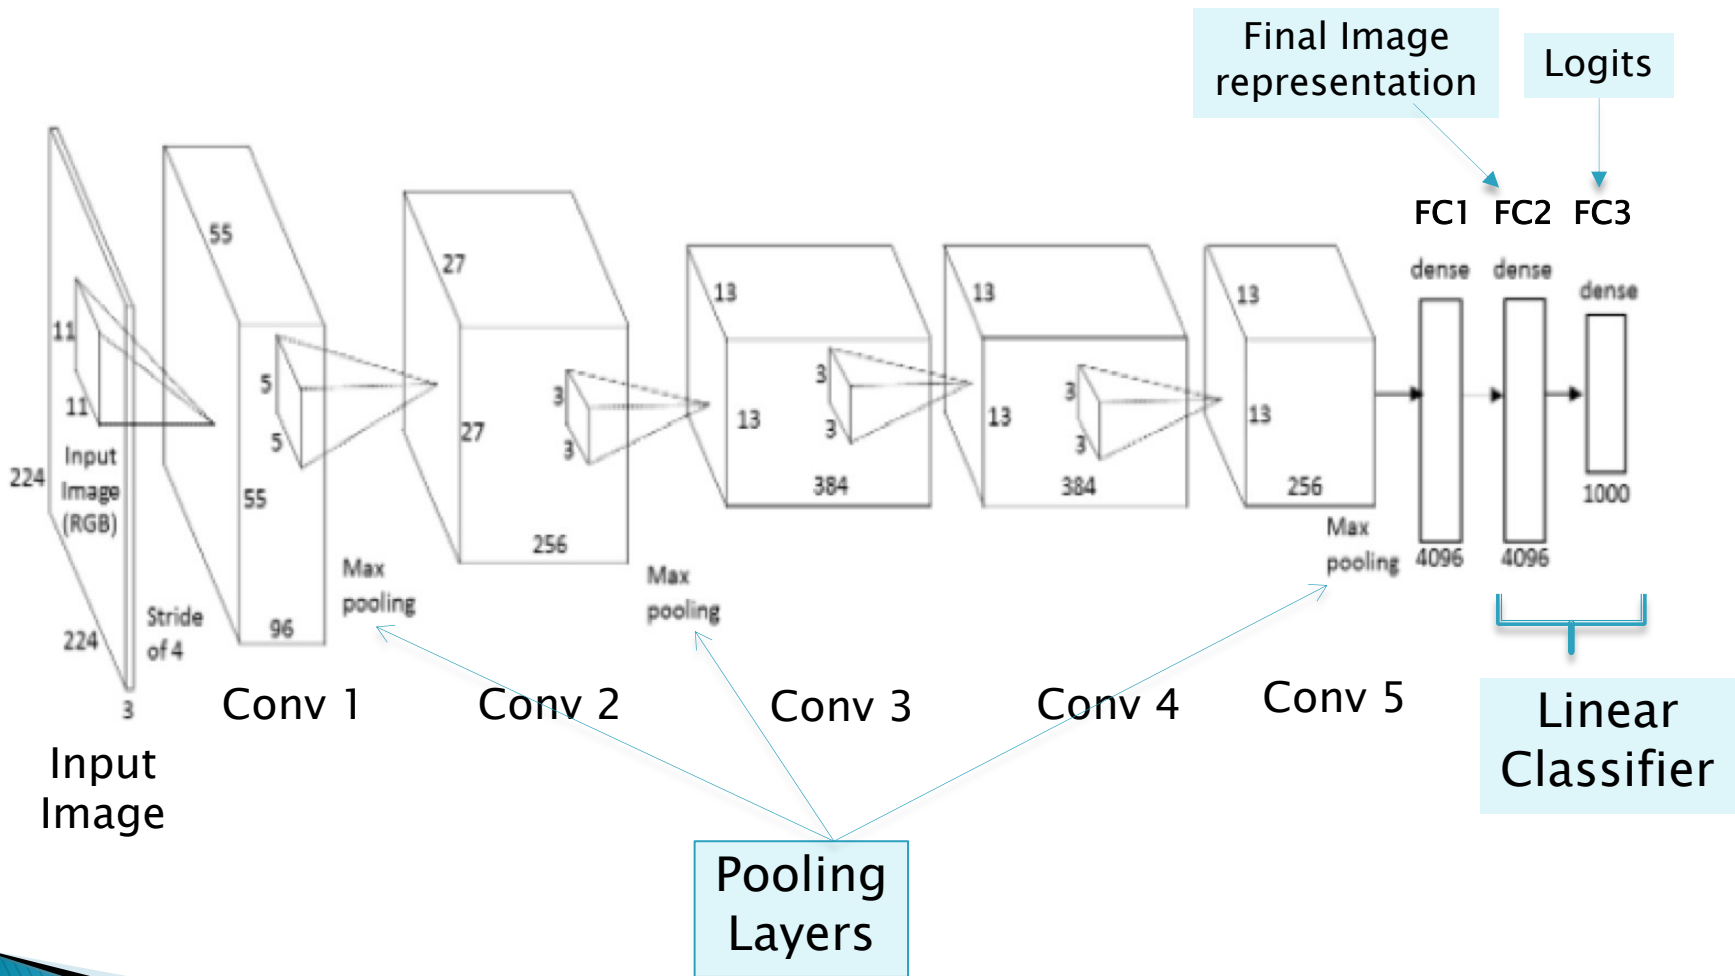 Final Image
representation
Logits
FC1 FC2 FC3
dense dense
dense
55
27
13
13
13
11
11
5
5
3
3
3
3
3
3
224
Input
Image
(RGB)
55
27
13
13
13
224
3
Stride
of 4
96
Max
pooling
256
Max
pooling
384
384
256
Max
pooling
4096
4096
1000
Conv 1
Conv 2
Conv 3
Conv 4
Conv 5
Input
Image
Linear
Classifier
Pooling
Layers